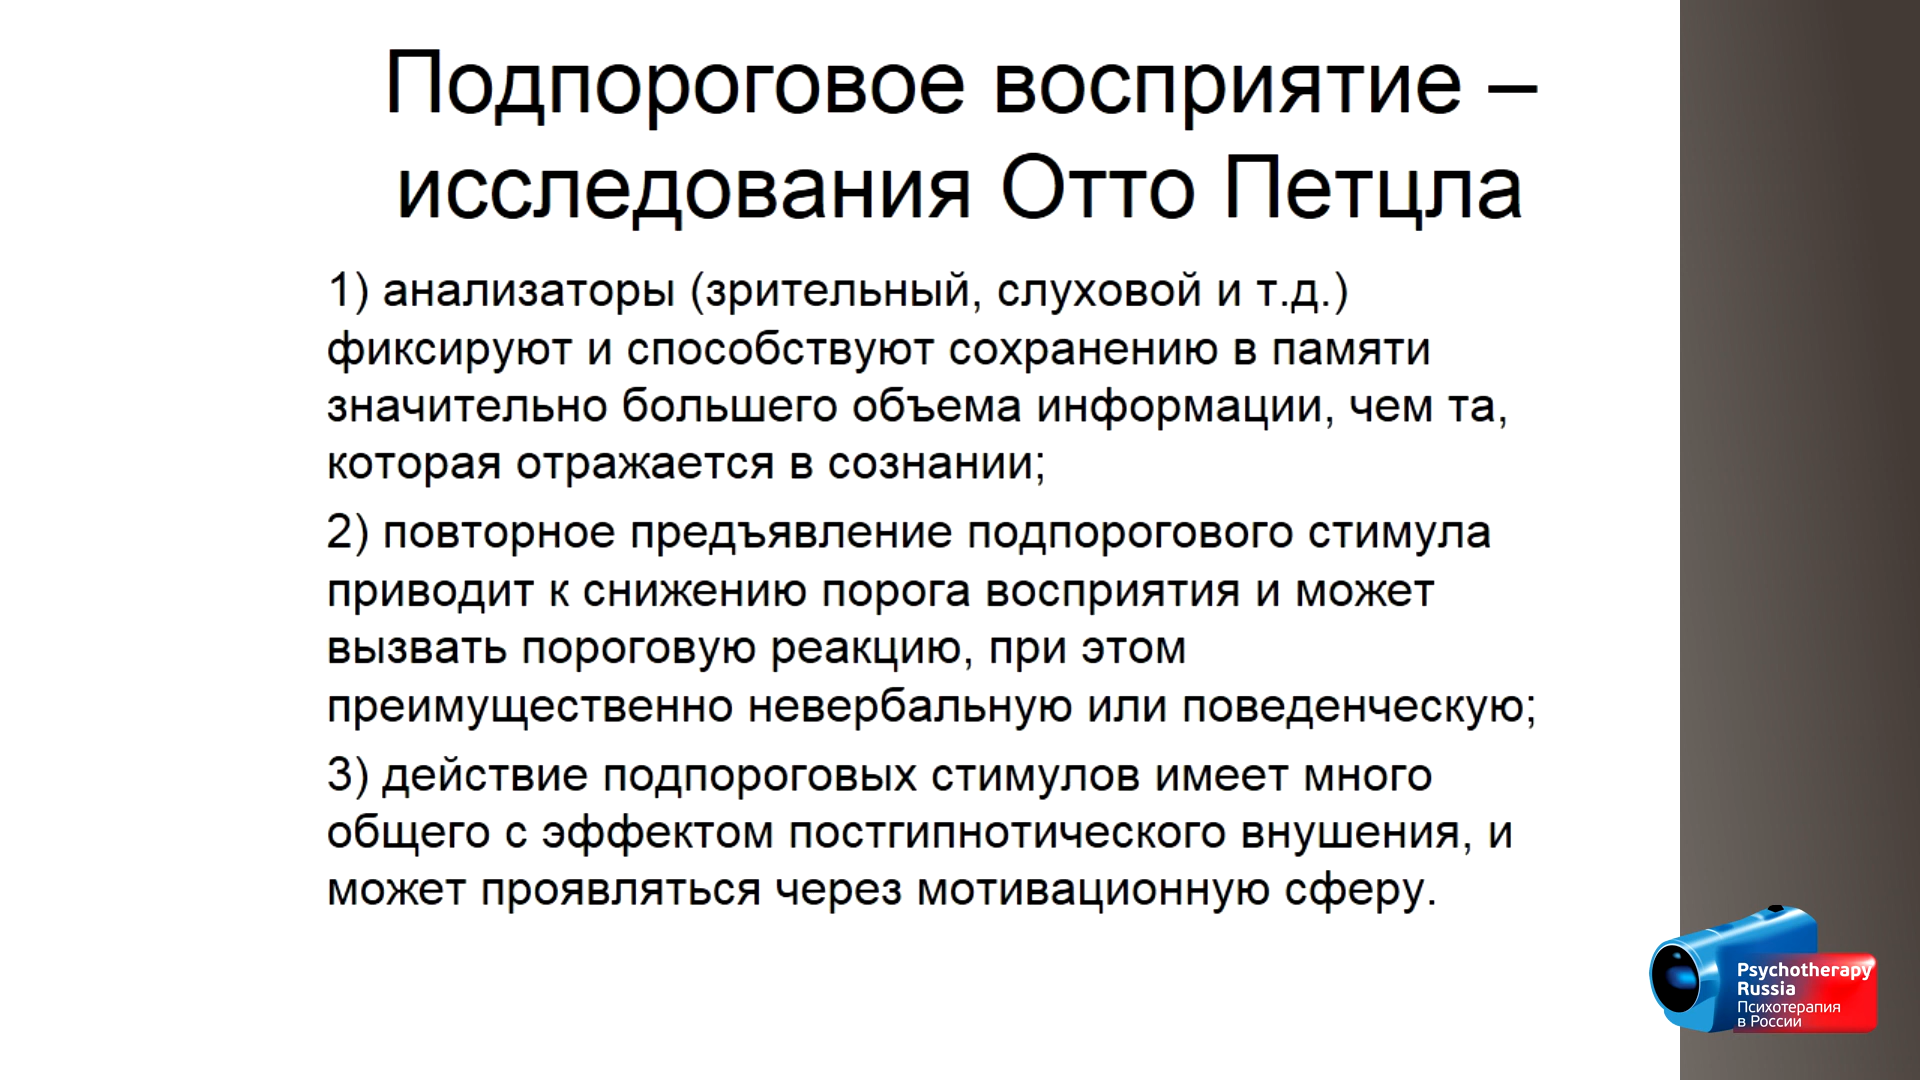 Подпороговое восприятие –
исследования Отто Петцла
1) анализаторы (зрительный, слуховой и т.д.)
фиксируют и способствуют сохранению в памяти
значительно большего объема информации, чем та,
которая отражается в сознании;
2) повторное предъявление подпорогового стимула
приводит к снижению порога восприятия и может
вызвать пороговую реакцию, при этом
преимущественно невербальную или поведенческую;
3) действие подпороговых стимулов имеет много
общего с эффектом постгипнотического внушения, и
может проявляться через мотивационную сферу.
Psychotherapy
Russia
Психотерапия
в России